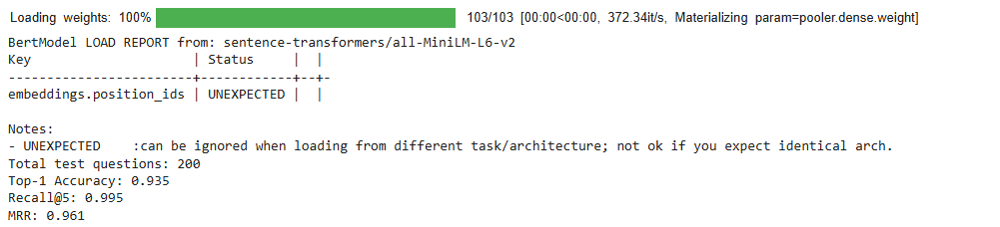 Loading weights: 100% 103/103 [00:00<00:00, 372.34it/s, Materializing param=pooler.dense.weight]
BertModel LOAD REPORT from: sentence-transformers/all-MiniLM-L6-v2
Key                     | Status     |  |
------------------------+------------+--+-
embeddings.position_ids | UNEXPECTED |  |
Notes:
- UNEXPECTED    :can be ignored when loading from different task/architecture; not ok if you expect identical arch.
Total test questions: 200
Top-1 Accuracy: 0.935
Recall@5: 0.995
MRR: 0.961